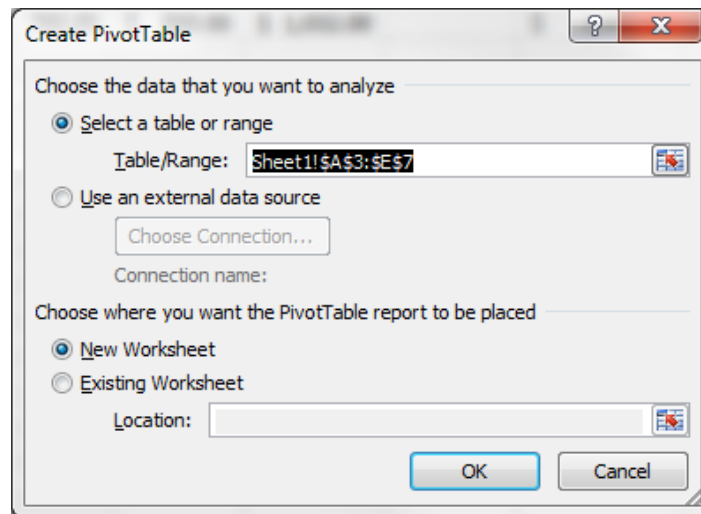 Create PivotTable
?
X
Choose the data that you want to analyze
Select a table or range
Table/Range: Sheet1!$A$3:$E$7
Use an external data source
Choose Connection...
Connection name:
Choose where you want the PivotTable report to be placed
New Worksheet
Existing Worksheet
Location:
OK Cancel